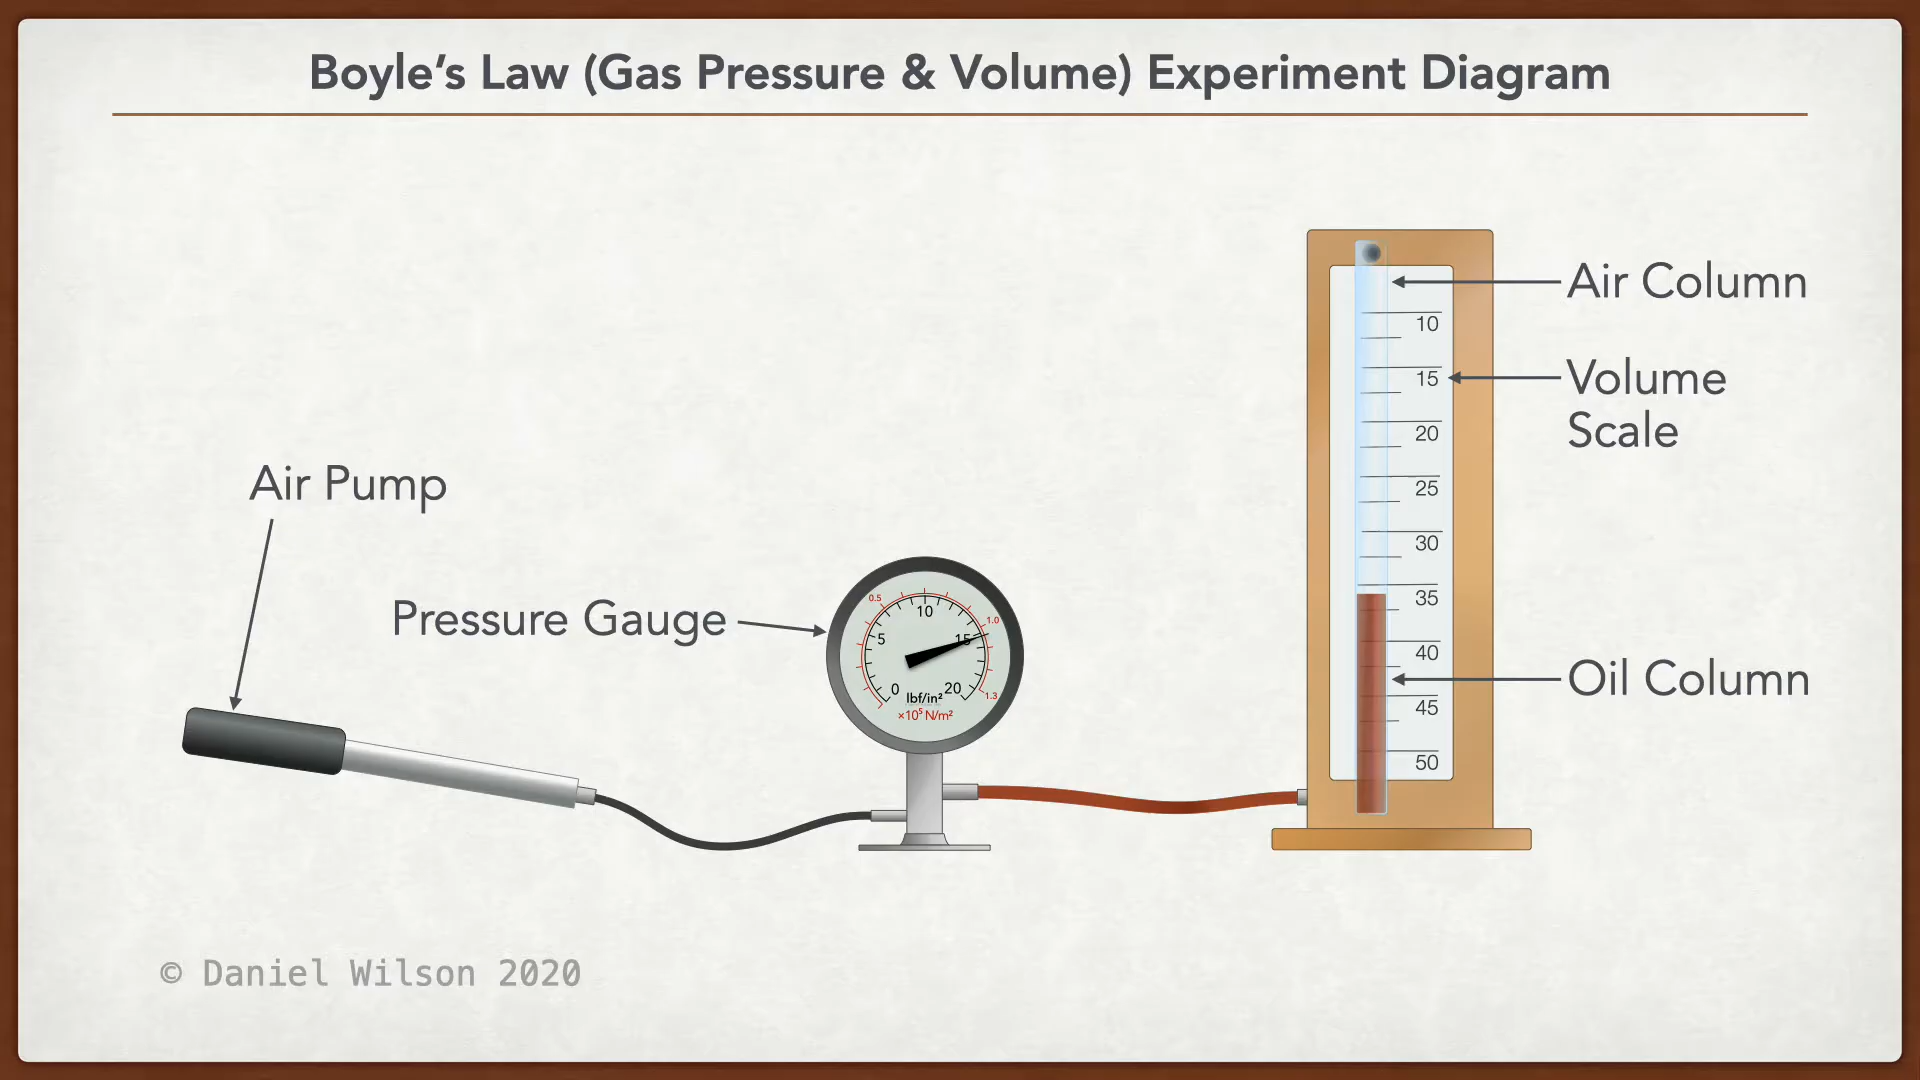 Boyle’s Law (Gas Pressure & Volume) Experiment Diagram
Air Column
10
Volume
Scale
15
20
25
30
35
40
45
50
Oil Column
Air Pump
Pressure Gauge
0.5
10
1.0
5
15
0
lbf/in²
20
1.3
×10⁵ N/m²
© Daniel Wilson 2020